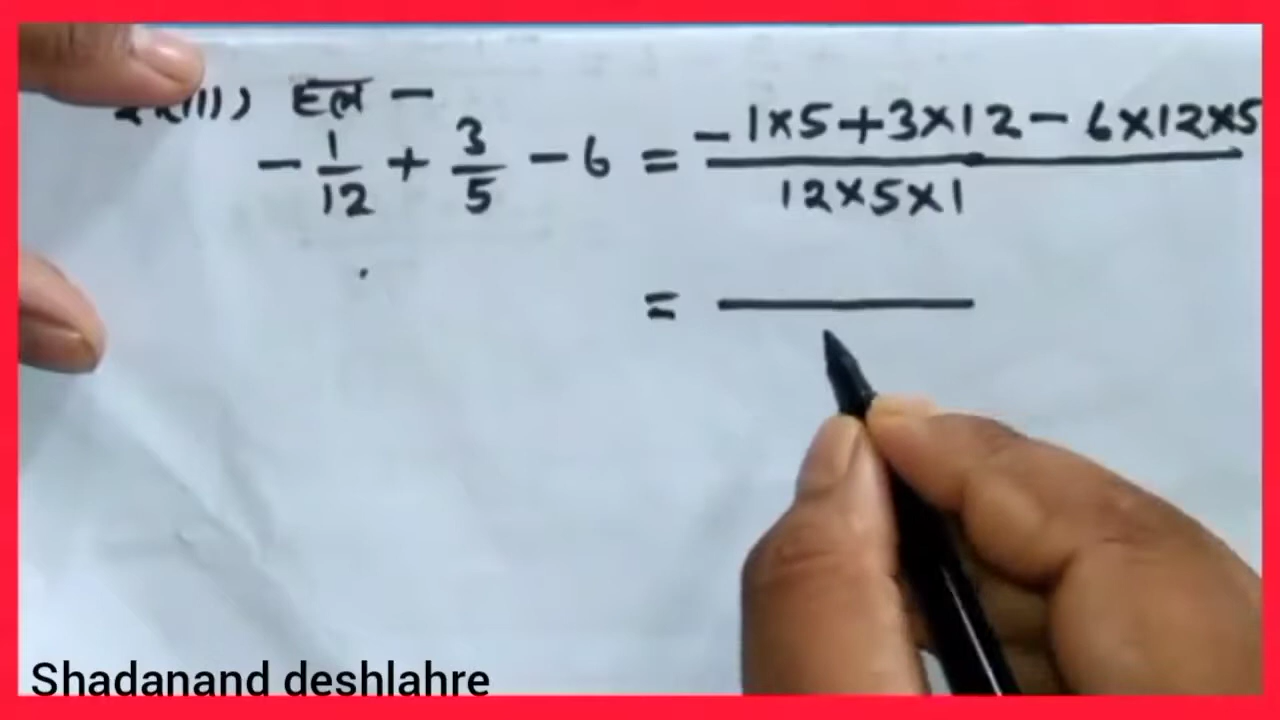 हल –
- 1/12 + 3/5 - 6 = - 1×5+3×12- 6×12×5 / 12×5×1
=
Shadanand deshlahre